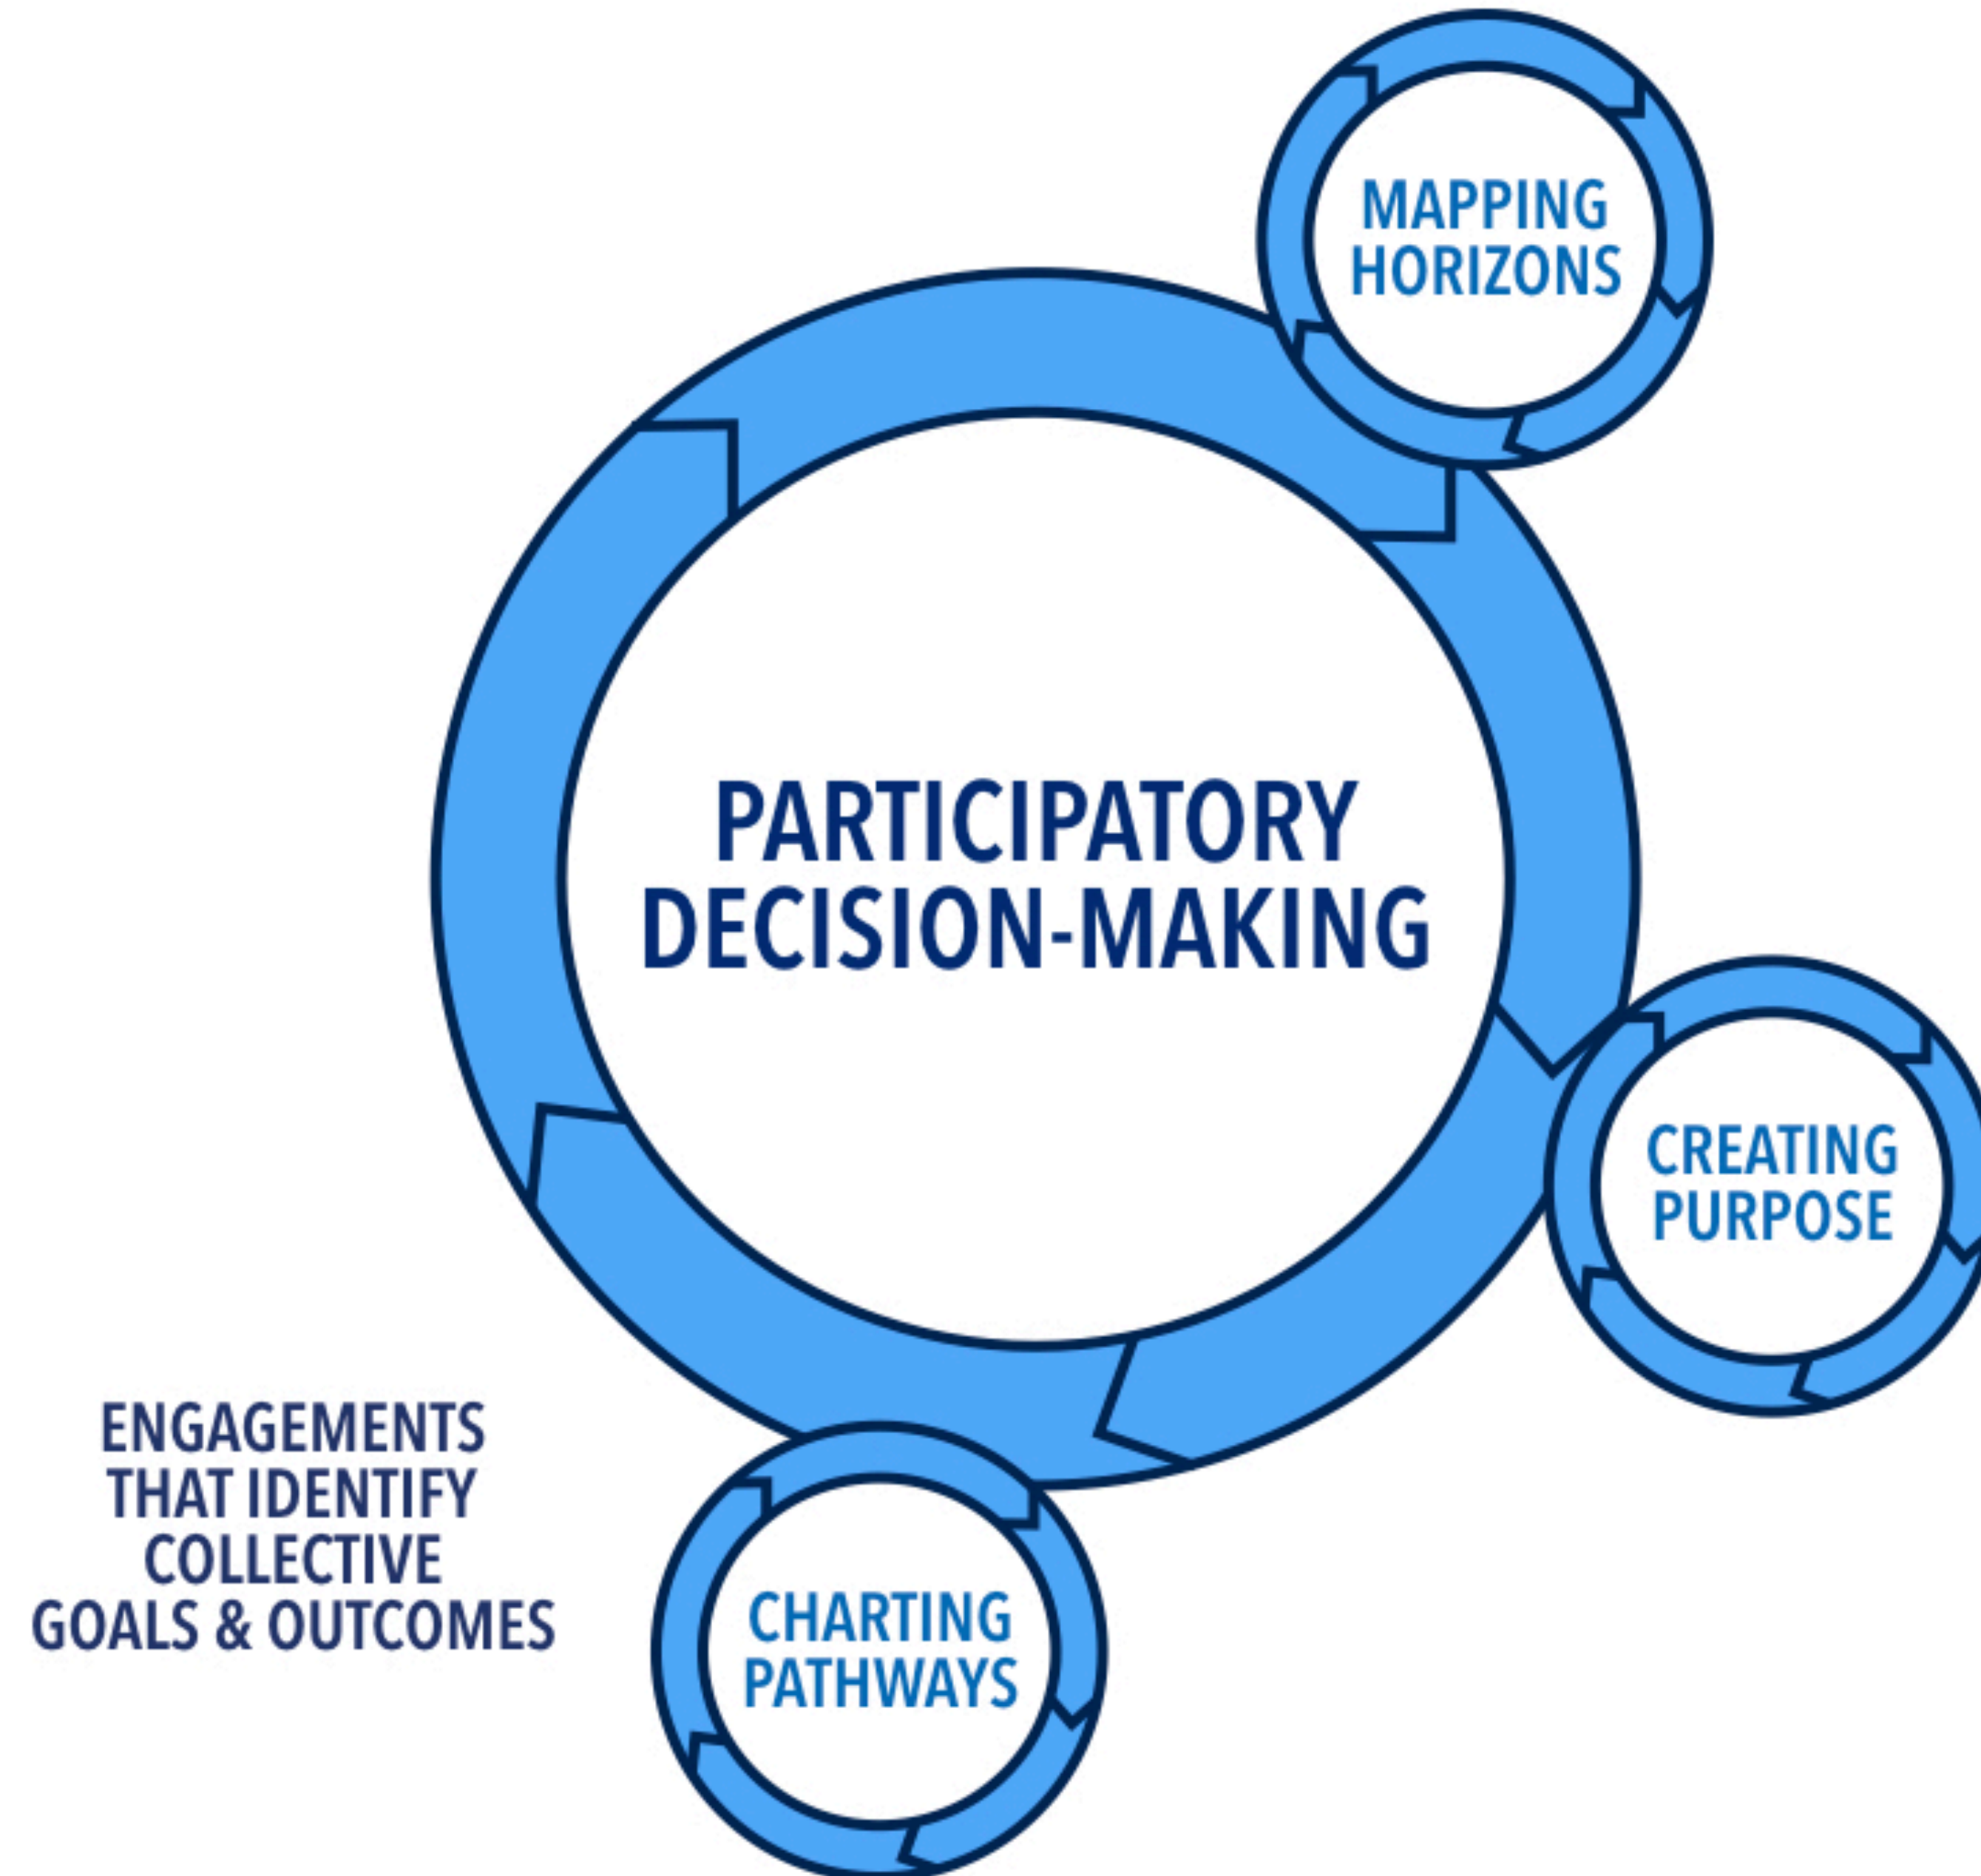 MAPPING
HORIZONS
PARTICIPATORY
DECISION-MAKING
CREATING
PURPOSE
ENGAGEMENTS
THAT IDENTIFY
COLLECTIVE
GOALS & OUTCOMES
CHARTING
PATHWAYS